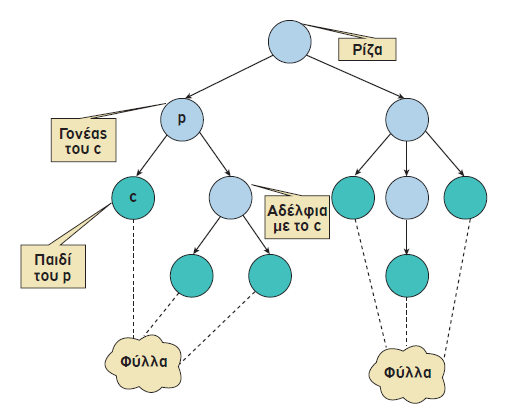 Ρίζα
p
Γονέας
του c
c
Αδέλφια
με το c
Παιδί
του p
Φύλλα
Φύλλα